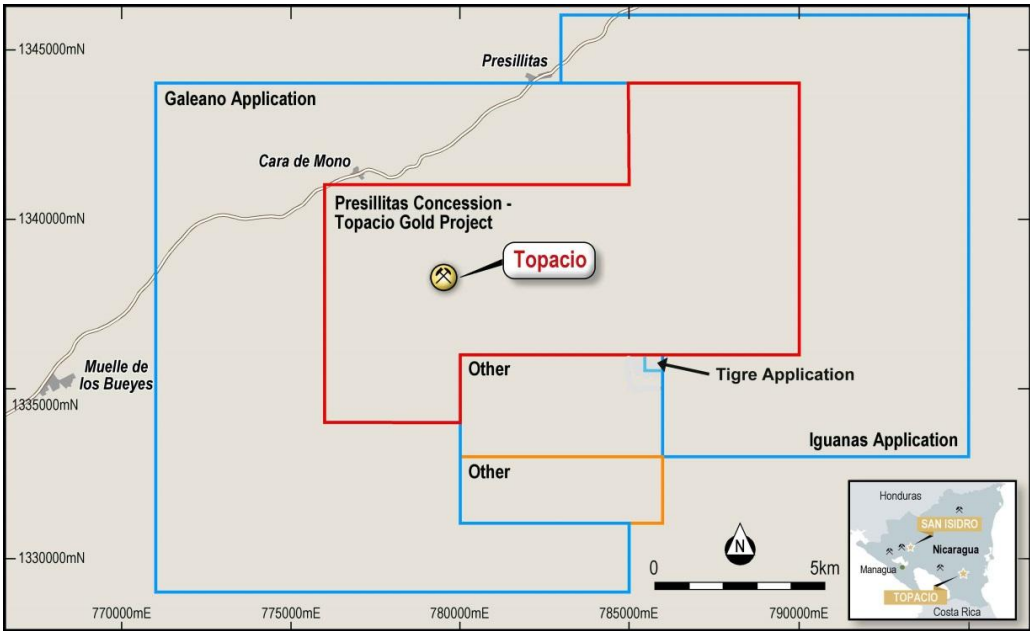 1345000mN
Presillitas
Galeano Application
Cara de Mono
Presillitas Concession -
Topacio Gold Project
1340000mN
Topacio
Muelle de
los Bueyes
Other
Tigre Application
1335000mN
Iguanas Application
Other
1330000mN
N
0
5km
770000mE
775000mE
780000mE
785000mE
790000mE
Honduras
SAN ISIDRO
Nicaragua
Managua
TOPACIO
Costa Rica